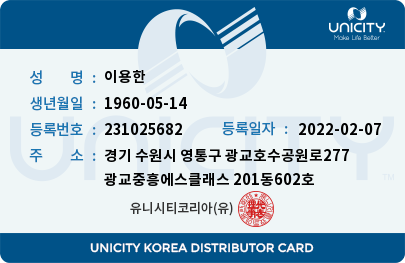 UNICITY
Make Life Better
성 명 : 이용한
생년월일 : 1960-05-14
등록번호 : 231025682 등록일자 : 2022-02-07
주 소 : 경기 수원시 영통구 광교호수공원로277
광교중흥에스클래스 201동602호
유니시티코리아(유)
UNICITY
UNICITY KOREA DISTRIBUTOR CARD